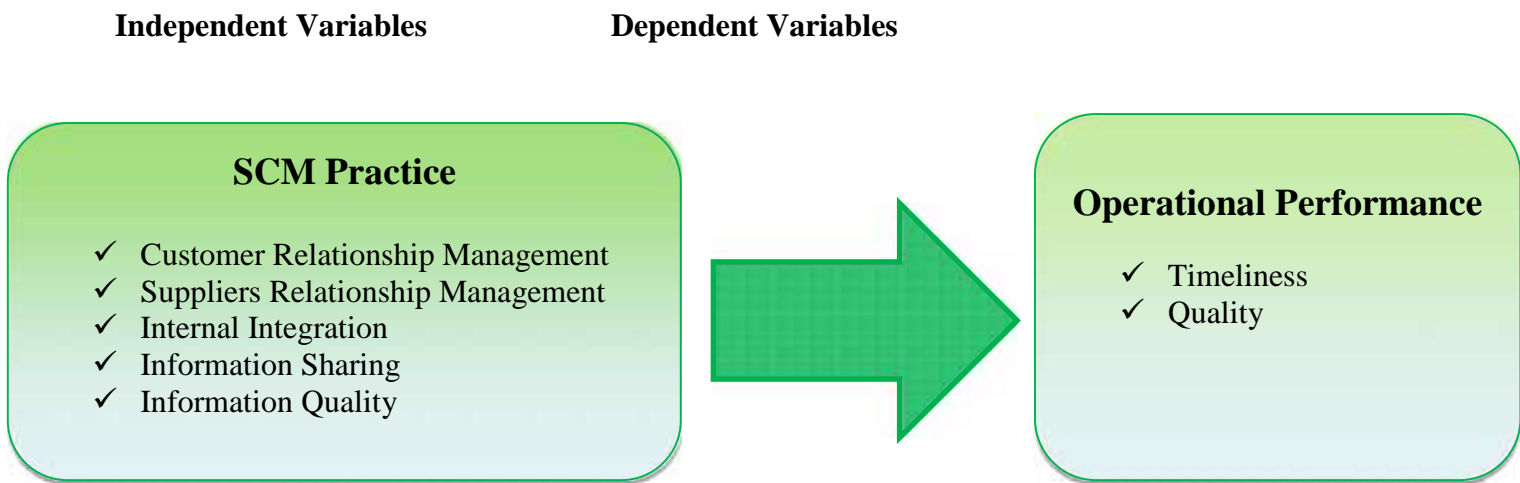 Independent Variables
Dependent Variables
SCM Practice
✓ Customer Relationship Management
✓ Suppliers Relationship Management
✓ Internal Integration
✓ Information Sharing
✓ Information Quality
Operational Performance
✓ Timeliness
✓ Quality